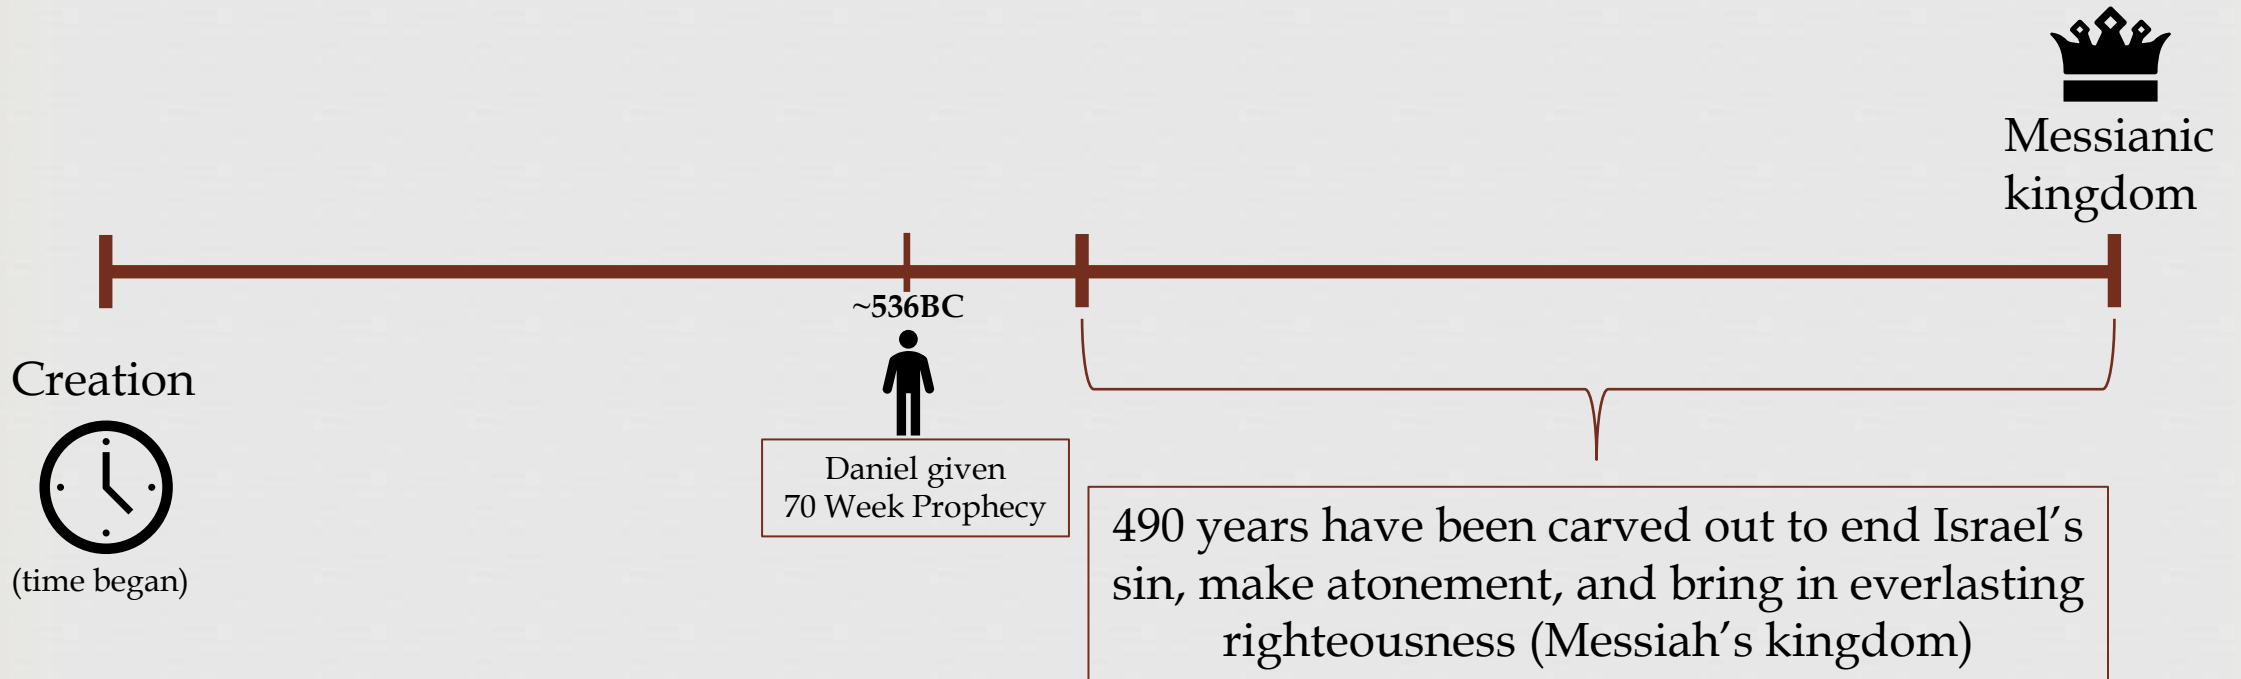 Messianic
kingdom
~536BC
Creation
(time began)
Daniel given
70 Week Prophecy
490 years have been carved out to end Israel’s
sin, make atonement, and bring in everlasting
righteousness (Messiah’s kingdom)